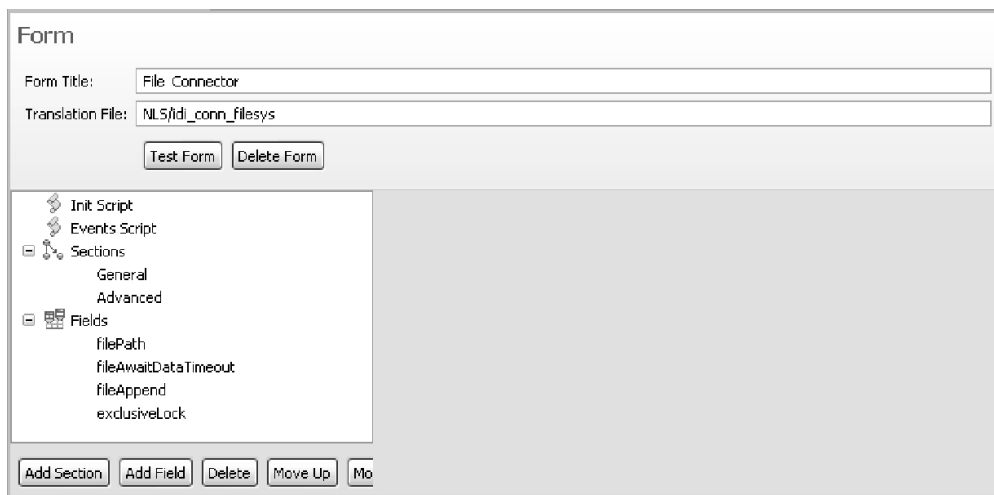 Form
Form Title: File Connector
Translation File: NLS/idi_conn_filesys
Test Form Delete Form
Init Script
Events Script
Sections
General
Advanced
Fields
filePath
fileAwaitDataTimeout
fileAppend
exclusiveLock
Add Section Add Field Delete Move Up Mo